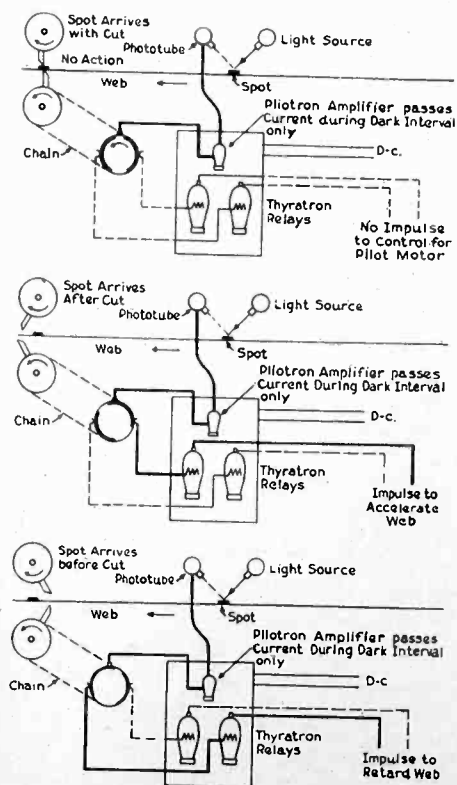 Spot Arrives
with Cut
Phototube
Light Source
No Action
Web
Spot
Pliotron Amplifier passes
Current during Dark Interval
only
Chain
D-c.
Thyratron
Relays
No Impulse
to Control for
Pilot Motor
Spot Arrives
After Cut
Phototube
Light Source
Web
Spot
Pliotron Amplifier passes
Current During Dark Interval
only
Chain
D-c.
Thyratron
Relays
Impulse to
Accelerate
Web
Spot Arrives
before Cut
Phototube
Light Source
Web
Spot
Pliotron Amplifier passes
Current During Dark Interval
only
Chain
D-c
Thyratron
Relays
Impulse to
Retard Web